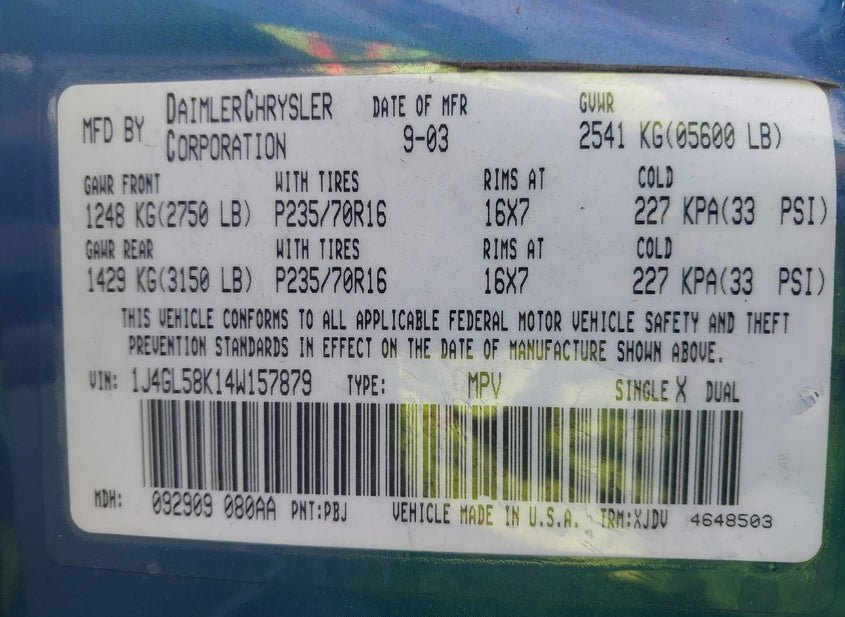 MFD BY DAIMLERCHRYSLER CORPORATION DATE OF MFR 9-03 GVWR 2541 KG(05600 LB)
GAWR FRONT WITH TIRES RIMS AT COLD
1248 KG(2750 LB) P235/70R16 16X7 227 KPA(33 PSI)
GAWR REAR WITH TIRES RIMS AT COLD
1429 KG(3150 LB) P235/70R16 16X7 227 KPA(33 PSI)
THIS VEHICLE CONFORMS TO ALL APPLICABLE FEDERAL MOTOR VEHICLE SAFETY AND THEFT
PREVENTION STANDARDS IN EFFECT ON THE DATE OF MANUFACTURE SHOWN ABOVE.
VIN: 1J4GL58K14W157879 TYPE: MPV SINGLE X DUAL
MDH: 092909 080AA PNT:PBJ VEHICLE MADE IN U.S.A. TRM:XJDV 4648503